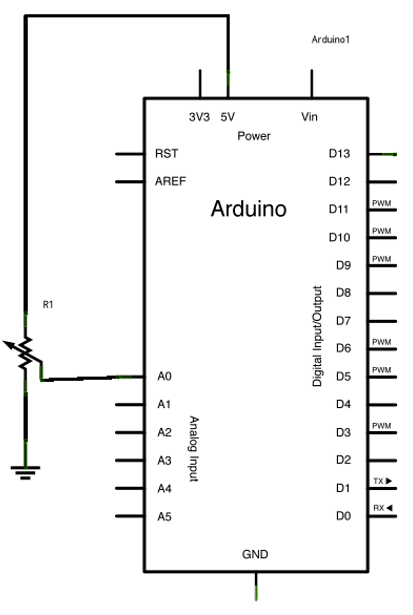 Arduino1
3V3 5V Vin
Power
RST D13
AREF D12
Arduino
D11 PWM
D10 PWM
D9 PWM
D8
R1
D7
Digital Input/Output
D6 PWM
A0 D5 PWM
A1 D4
A2 D3 PWM
Analog Input
A3 D2
A4 D1 TX ▶
A5 D0 RX ◀
GND